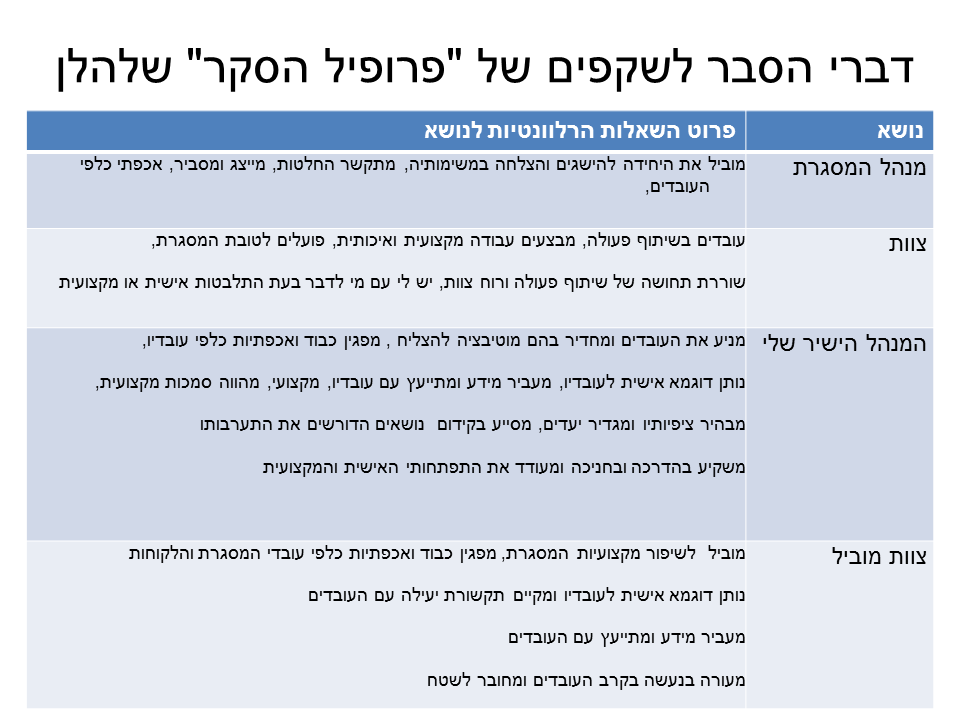 דברי הסבר לשקפים של "פרופיל הסקר" שלהלן
נושא
פרוט השאלות הרלוונטיות לנושא
מנהל המסגרת
מוביל את היחידה להישגים והצלחה במשימותיה, מתקשר החלטות, מייצג ומסביר, אכפתי כלפי
העובדים,
צוות
עובדים בשיתוף פעולה, מבצעים עבודה מקצועית ואיכותית, פועלים לטובת המסגרת,
שוררת תחושה של שיתוף פעולה ורוח צוות, יש לי עם מי לדבר בעת התלבטות אישית או מקצועית
המנהל הישיר שלי
מניע את העובדים ומחדיר בהם מוטיבציה להצליח , מפגין כבוד ואכפתיות כלפי עובדיו,
נותן דוגמא אישית לעובדיו, מעביר מידע ומתייעץ עם עובדיו, מקצועי, מהווה סמכות מקצועית,
מבהיר ציפיותיו ומגדיר יעדים, מסייע בקידום נושאים הדורשים את התערבותו
משקיע בהדרכה ובחניכה ומעודד את התפתחותי האישית והמקצועית
צוות מוביל
מוביל לשיפור מקצועיות המסגרת, מפגין כבוד ואכפתיות כלפי עובדי המסגרת והלקוחות
נותן דוגמא אישית לעובדיו ומקיים תקשורת יעילה עם העובדים
מעביר מידע ומתייעץ עם העובדים
מעורה בנעשה בקרב העובדים ומחובר לשטח